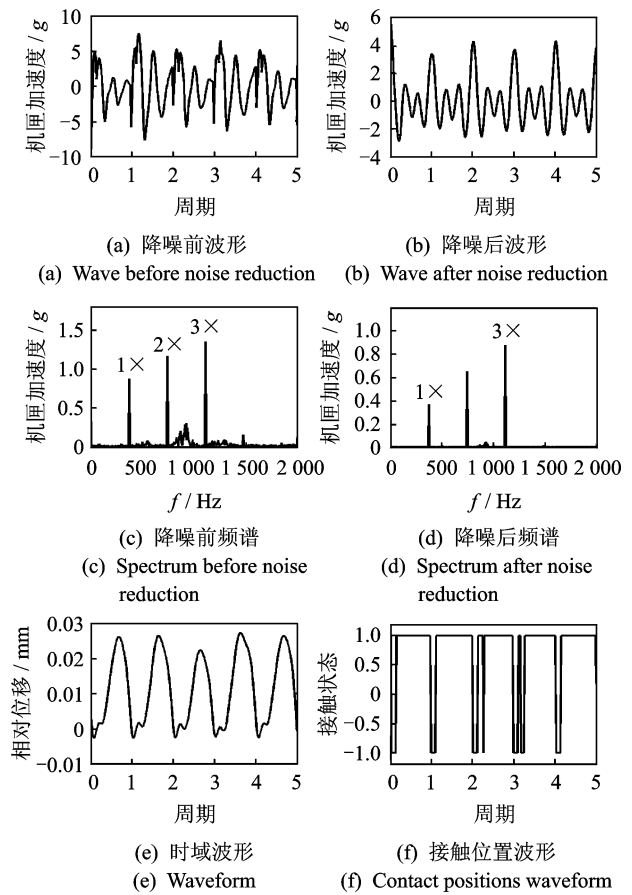 机匣加速度 / g
10
5
0
−5
−10
0 1 2 3 4 5
周期
(a) 降噪前波形
(a) Wave before noise reduction
机匣加速度 / g
6
4
2
0
−2
−4
0 1 2 3 4 5
周期
(b) 降噪后波形
(b) Wave after noise reduction
机匣加速度 / g
1.5
1.0
0.5
0
1×
2×
3×
0 500 1 000 1 500 2 000
f / Hz
(c) 降噪前频谱
(c) Spectrum before noise
reduction
机匣加速度 / g
1.0
0.8
0.6
0.4
0.2
0
1×
3×
0 500 1 000 1 500 2 000
f / Hz
(d) 降噪后频谱
(d) Spectrum after noise
reduction
相对位移 / mm
0.03
0.02
0.01
0
−0.01
0 1 2 3 4 5
周期
(e) 时域波形
(e) Waveform
接触状态
1.0
0.5
0
−0.5
−1.0
0 1 2 3 4 5
周期
(f) 接触位置波形
(f) Contact positions waveform